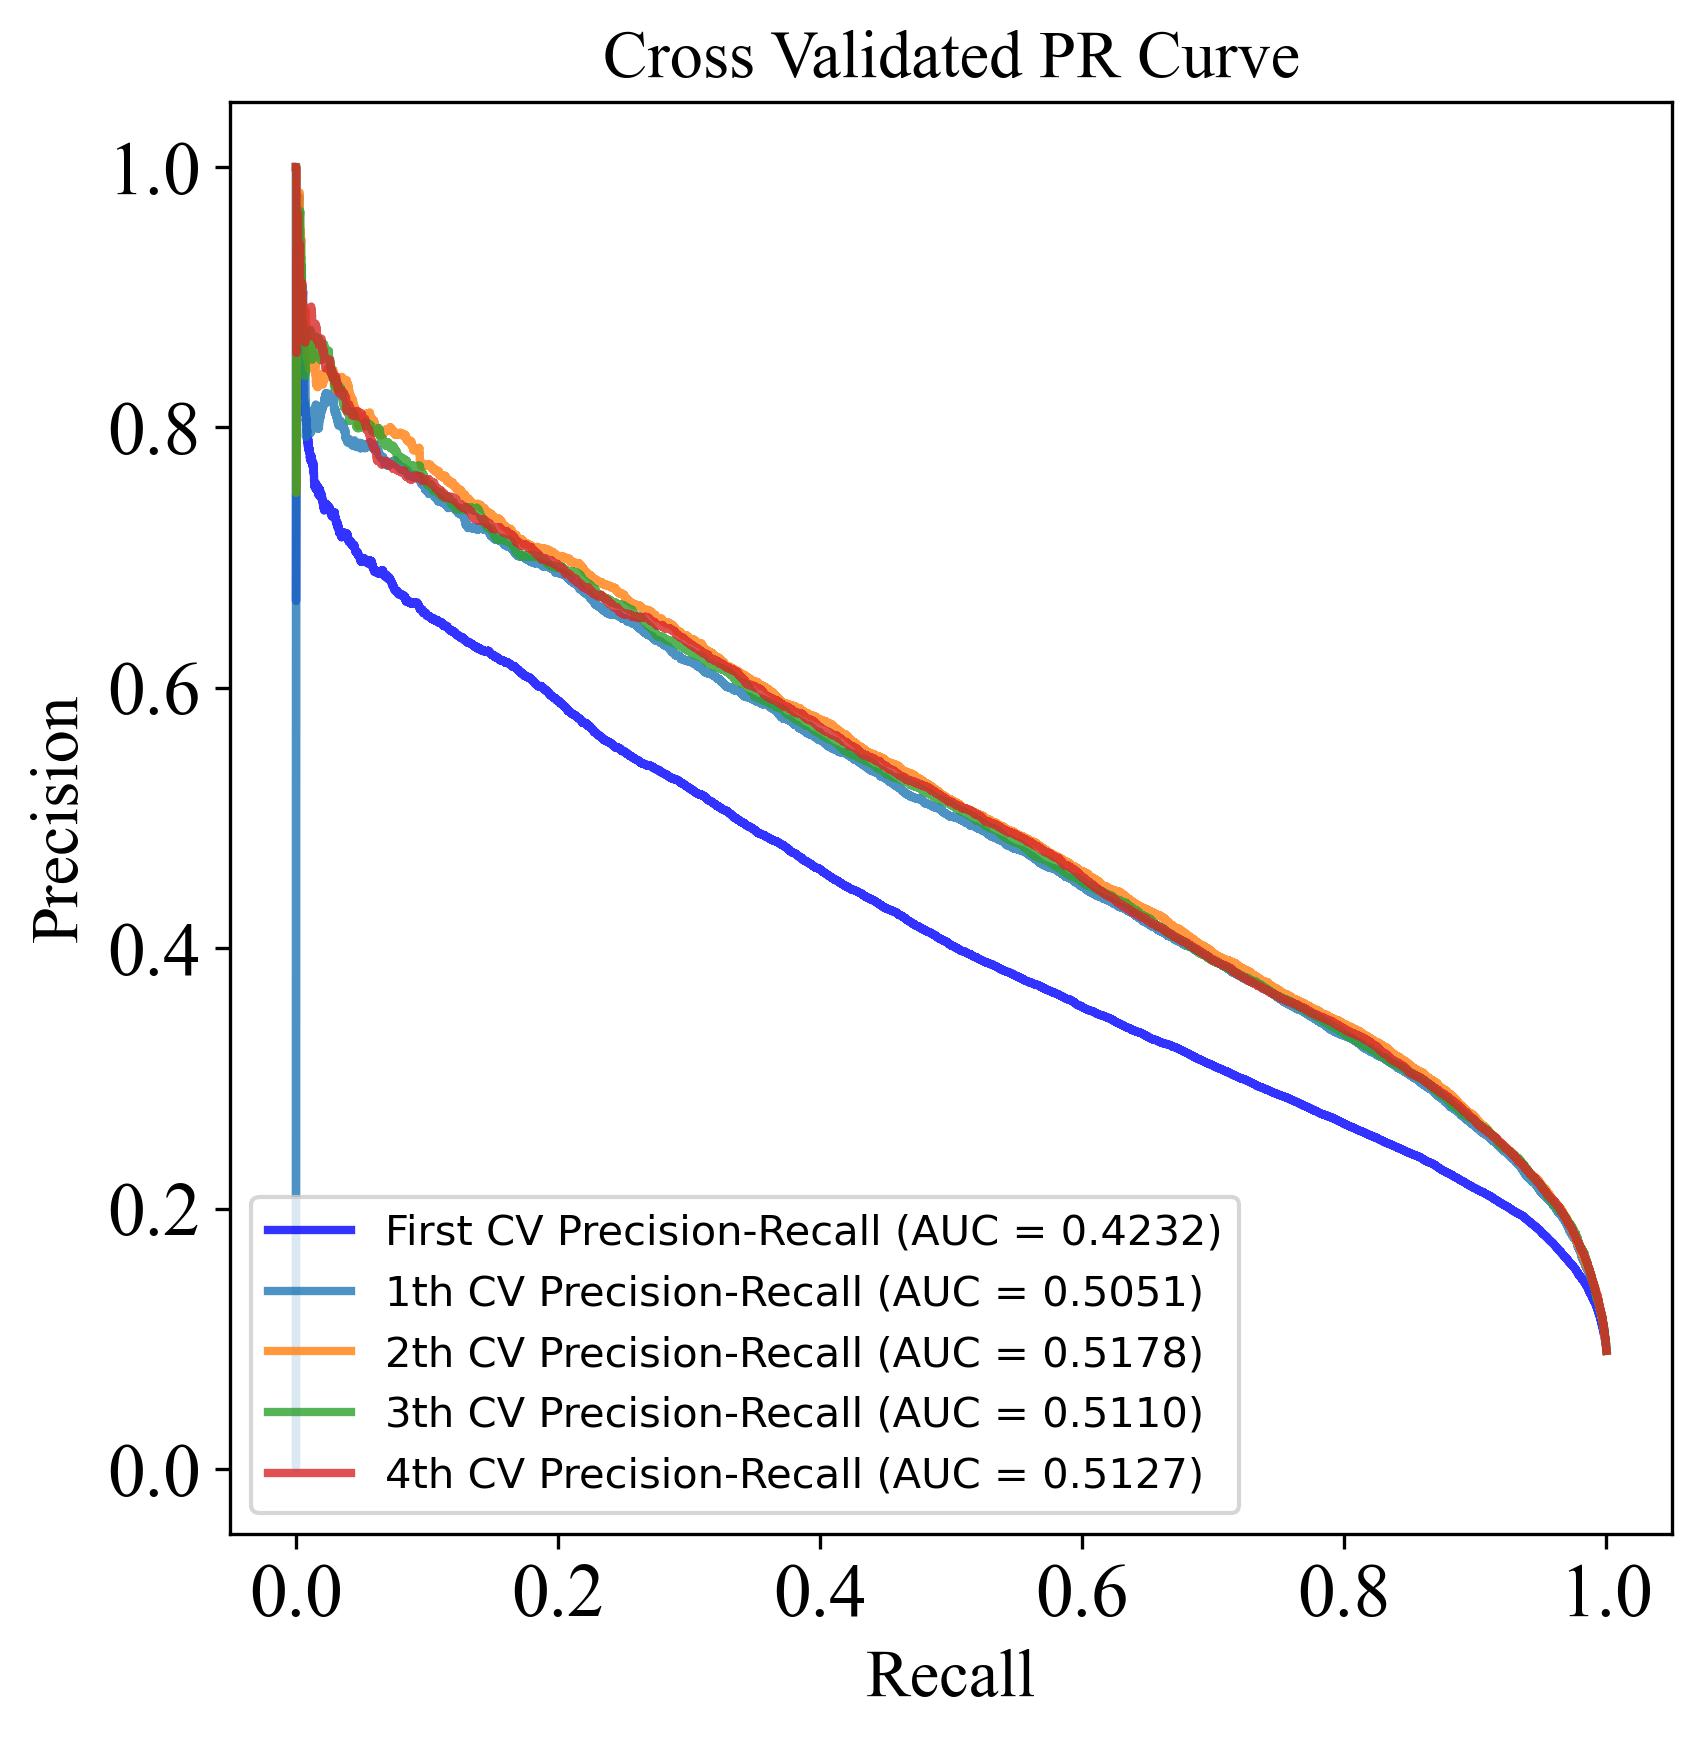 Cross Validated PR Curve
1.0
0.8
0.6
0.4
0.2
0.0
Precision
First CV Precision-Recall (AUC = 0.4232)
1th CV Precision-Recall (AUC = 0.5051)
2th CV Precision-Recall (AUC = 0.5178)
3th CV Precision-Recall (AUC = 0.5110)
4th CV Precision-Recall (AUC = 0.5127)
0.0 0.2 0.4 0.6 0.8 1.0
Recall